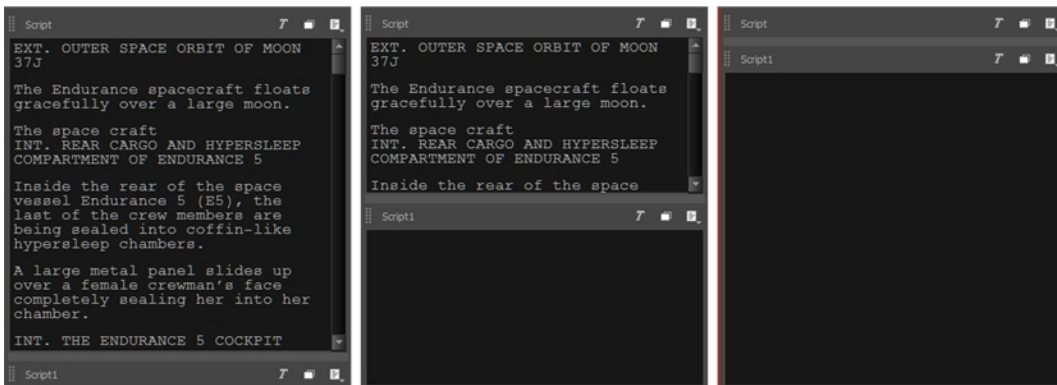 Script
EXT. OUTER SPACE ORBIT OF MOON
37J
The Endurance spacecraft floats
gracefully over a large moon.
The space craft
INT. REAR CARGO AND HYPERSLEEP
COMPARTMENT OF ENDURANCE 5
Inside the rear of the space
vessel Endurance 5 (E5), the
last of the crew members are
being sealed into coffin-like
hypersleep chambers.
A large metal panel slides up
over a female crewman's face
completely sealing her into her
chamber.
INT. THE ENDURANCE 5 COCKPIT
Script1
Script
EXT. OUTER SPACE ORBIT OF MOON
37J
The Endurance spacecraft floats
gracefully over a large moon.
The space craft
INT. REAR CARGO AND HYPERSLEEP
COMPARTMENT OF ENDURANCE 5
Inside the rear of the space
Script1
Script
Script1